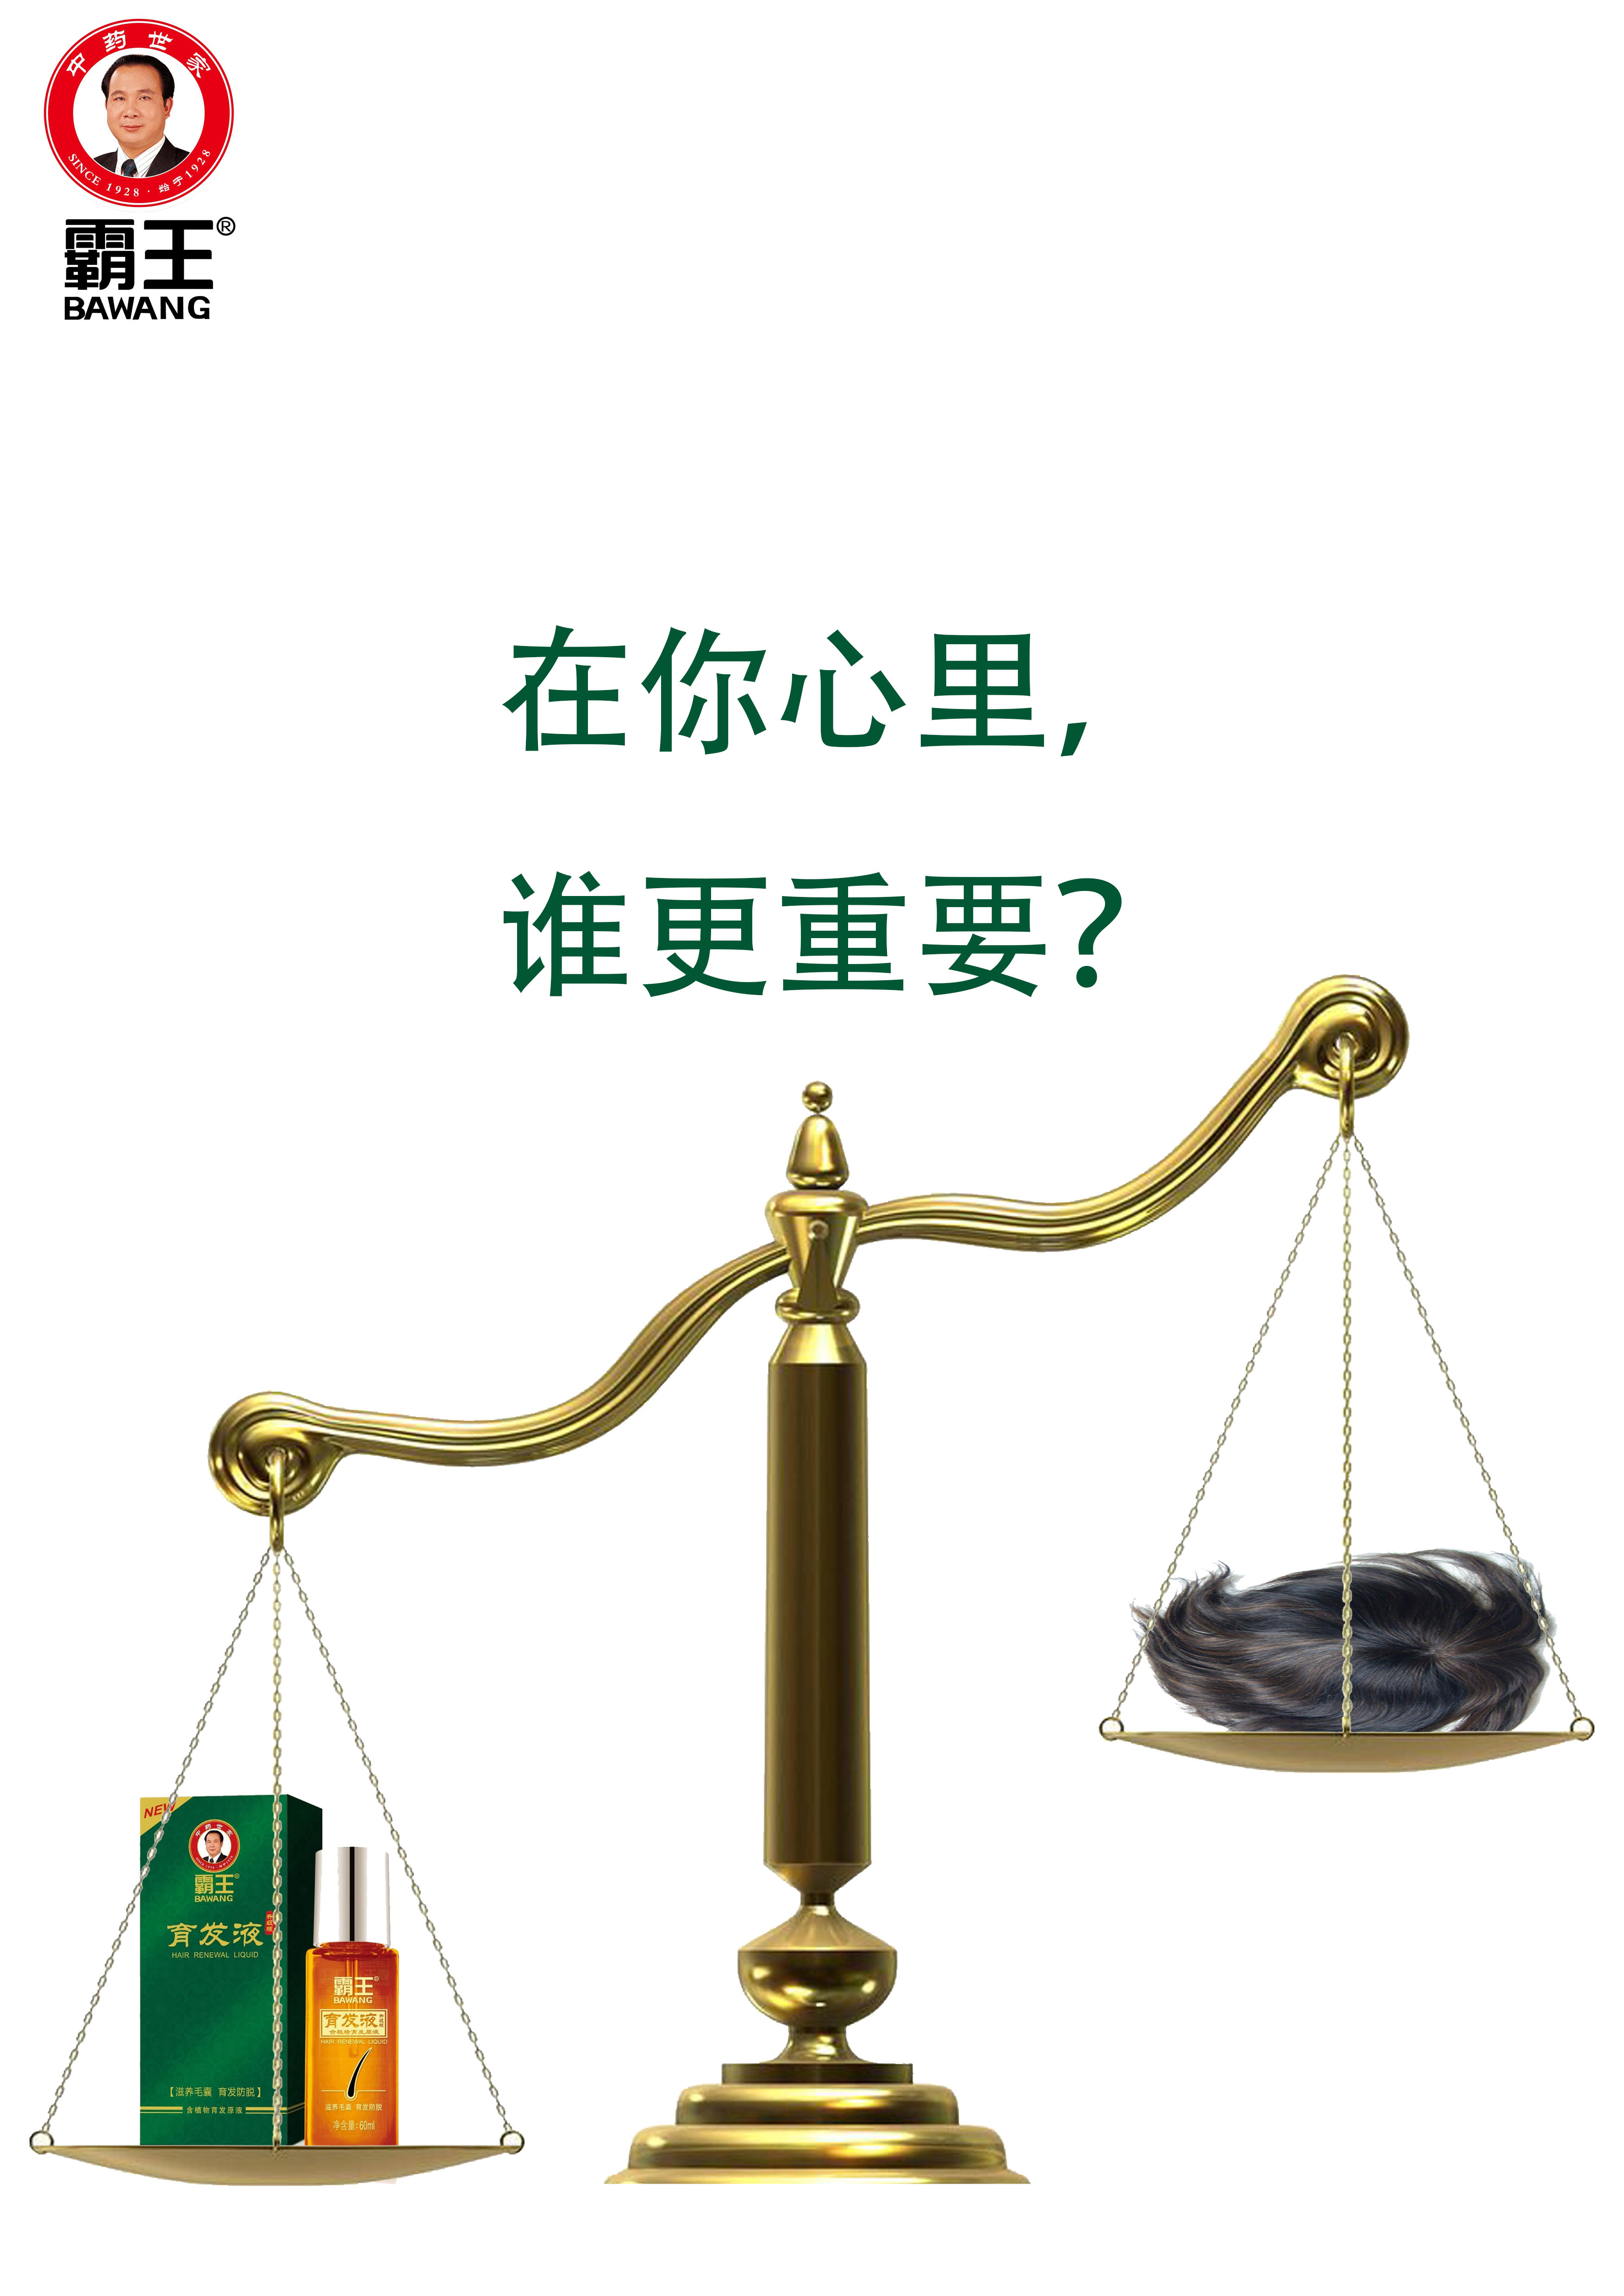 中药世家
SINCE 1928 · 始于1928
霸王®
BAWANG
在你心里,
谁更重要?
NEW
中药世家
霸王®
BAWANG
育发液
HAIR RENEWAL LIQUID
【滋养毛囊 育发防脱】
含植物育发原液
霸王®
BAWANG
育发液
含植物育发原液
HAIR RENEWAL LIQUID
滋养毛囊 育发防脱
净含量:60ml